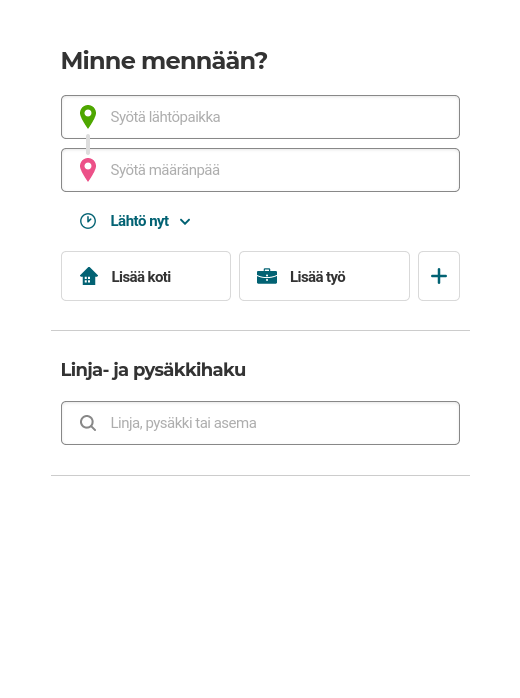 Minne mennään?
Syötä lähtöpaikka
Syötä määränpää
Lähtö nyt
Lisää koti
Lisää työ
Linja- ja pysäkkihaku
Linja, pysäkki tai asema